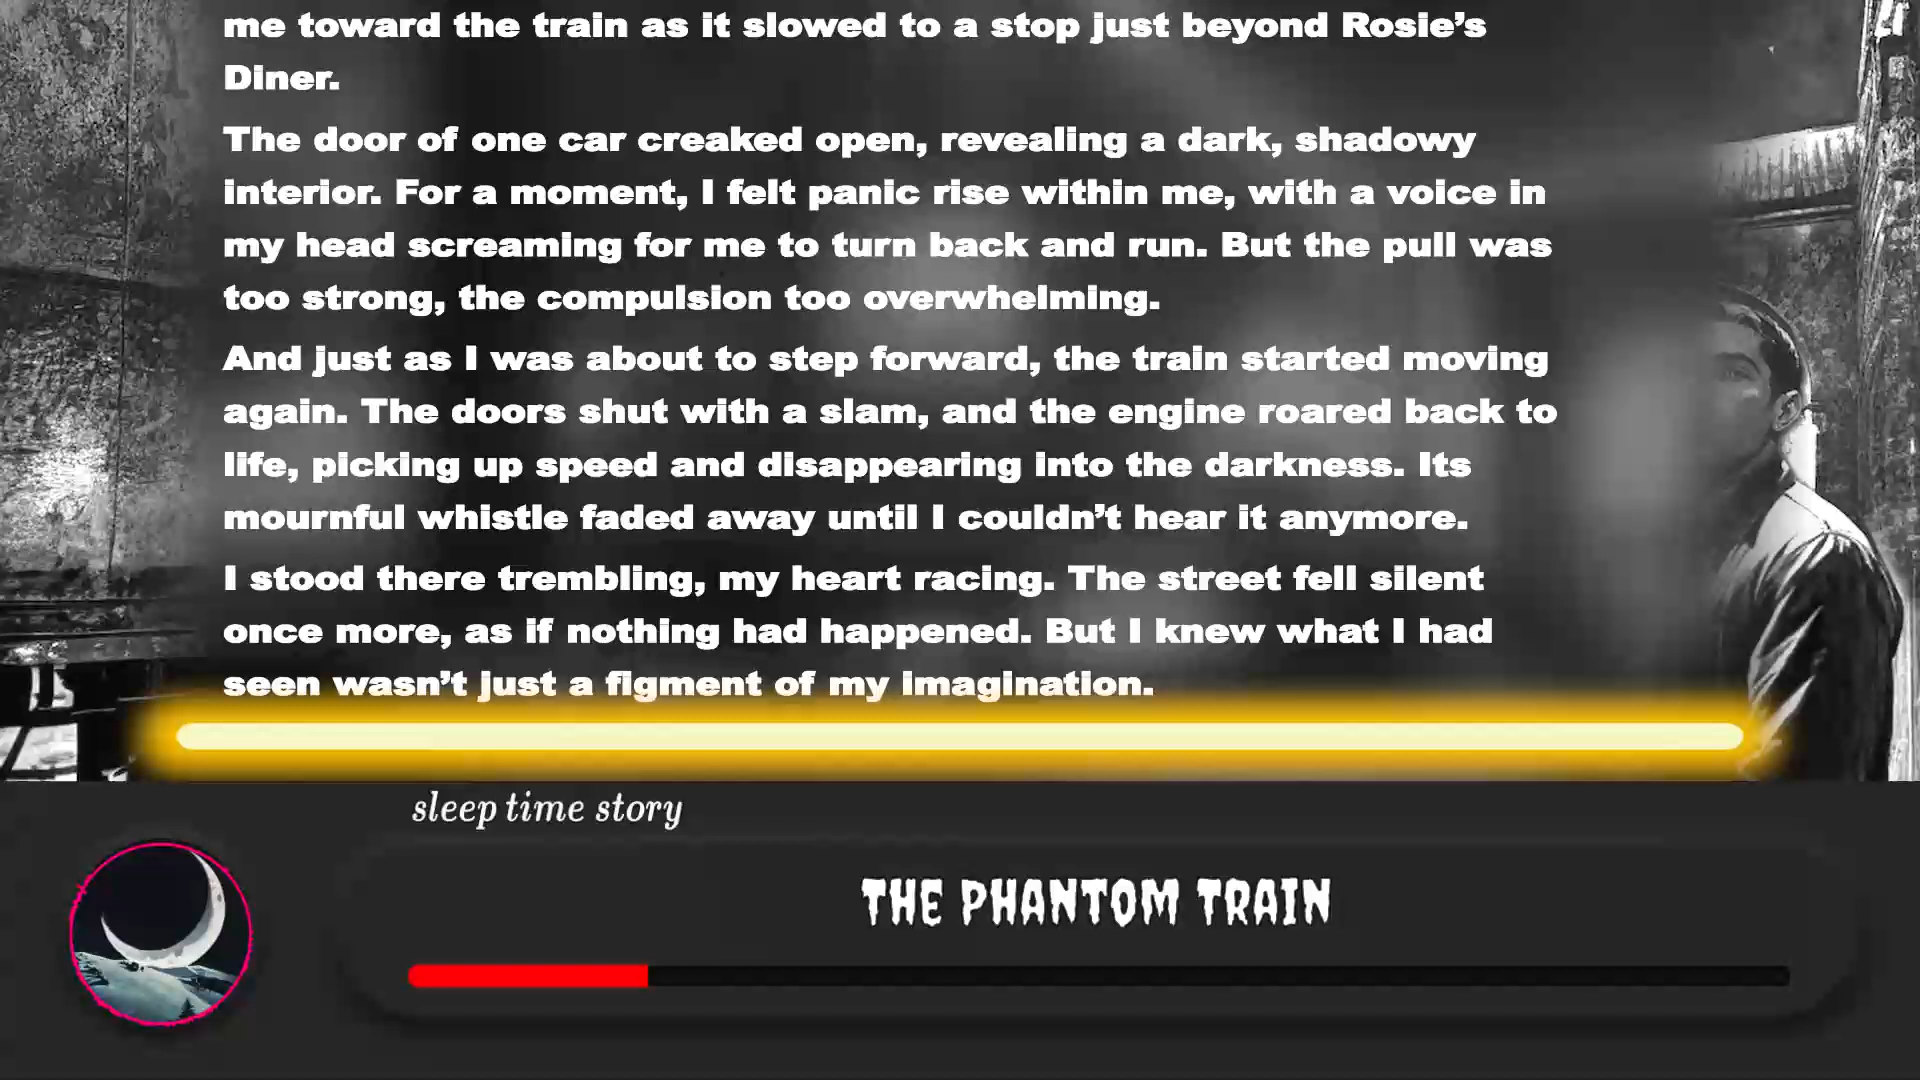 me toward the train as it slowed to a stop just beyond Rosie’s
Diner.
The door of one car creaked open, revealing a dark, shadowy
interior. For a moment, I felt panic rise within me, with a voice in
my head screaming for me to turn back and run. But the pull was
too strong, the compulsion too overwhelming.
And just as I was about to step forward, the train started moving
again. The doors shut with a slam, and the engine roared back to
life, picking up speed and disappearing into the darkness. Its
mournful whistle faded away until I couldn’t hear it anymore.
I stood there trembling, my heart racing. The street fell silent
once more, as if nothing had happened. But I knew what I had
seen wasn’t just a figment of my imagination.
sleep time story
THE PHANTOM TRAIN